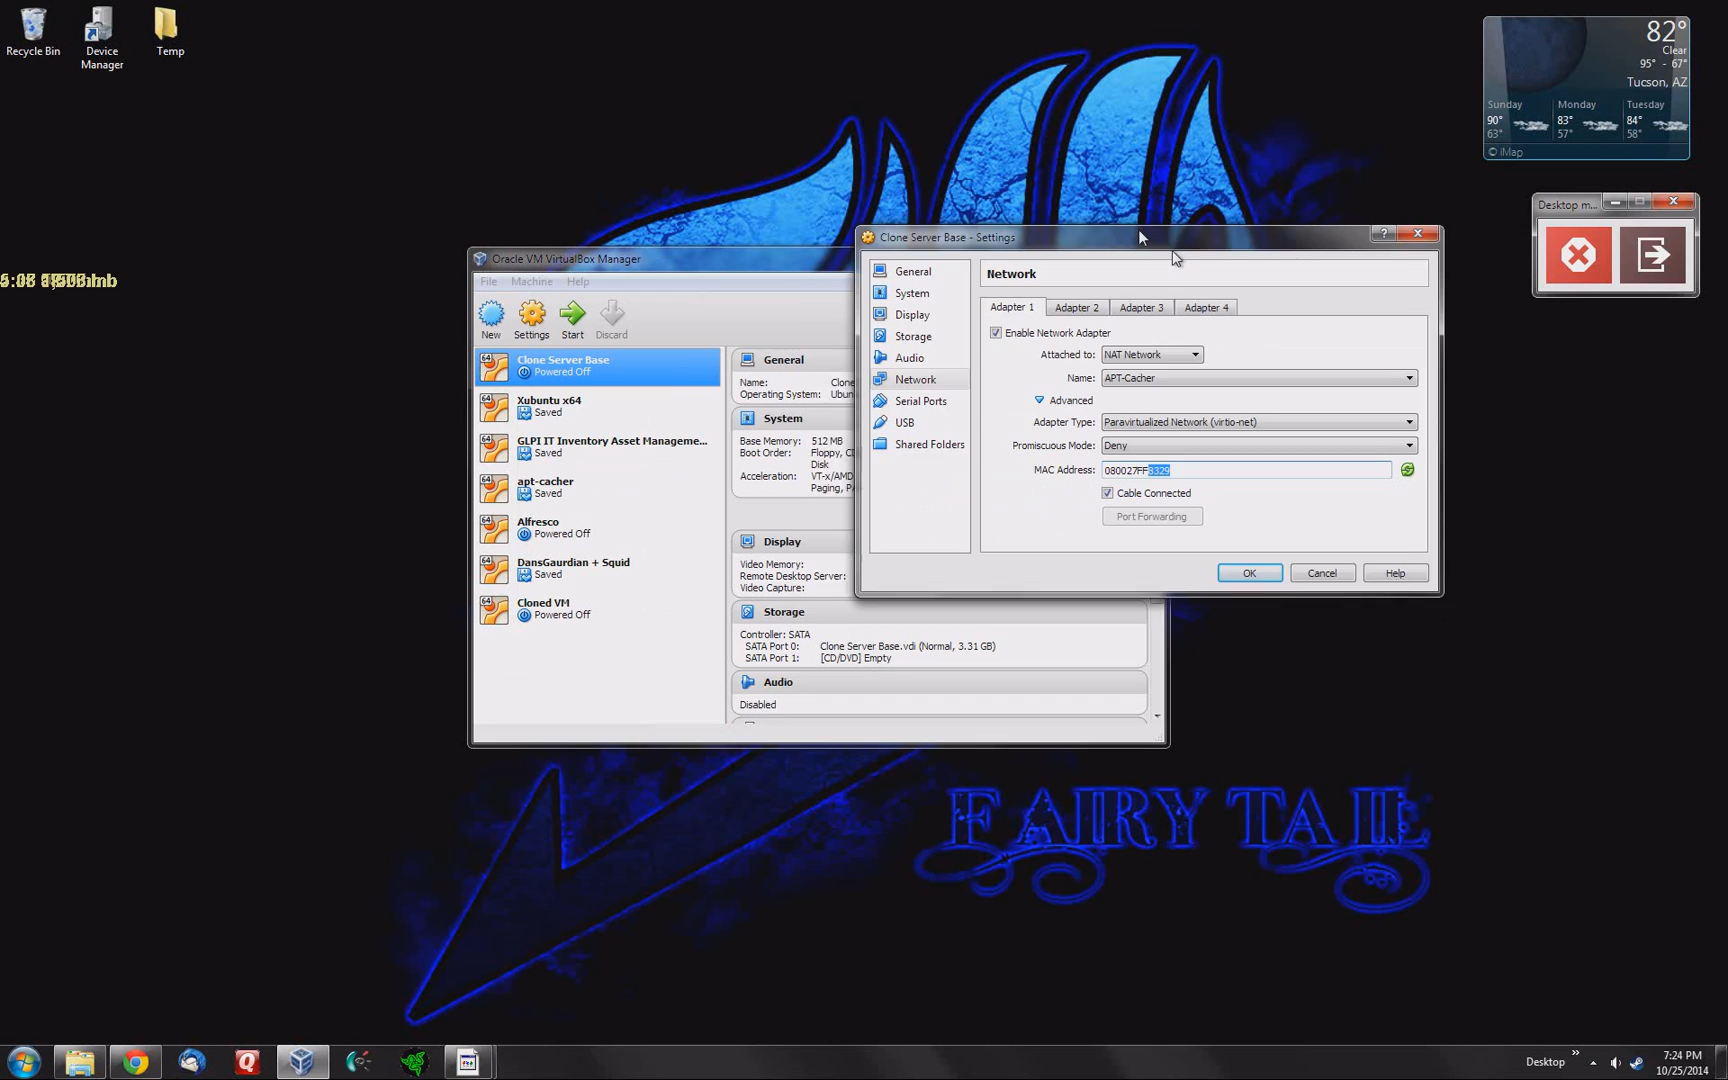 Recycle Bin
Device Manager
Temp
82°
Clear
95° - 67°
Tucson, AZ
Sunday Monday Tuesday
90° 83° 84°
63° 57° 58°
© iMap
Desktop m...
Oracle VM VirtualBox Manager
File Machine Help
New Settings Start Discard
64 Clone Server Base
Powered Off
64 Xubuntu x64
Saved
64 GLPI IT Inventory Asset Manageme...
Saved
64 apt-cacher
Saved
64 Alfresco
Powered Off
64 DansGaurdian + Squid
Saved
64 Cloned VM
Powered Off
General
Name: Clone
Operating System: Ubun
System
Base Memory: 512 MB
Boot Order: Floppy, CD
Disk
Acceleration: VT-x/AMD
Paging, PA
Display
Video Memory:
Remote Desktop Server:
Video Capture:
Storage
Controller: SATA
SATA Port 0: Clone Server Base.vdi (Normal, 3.31 GB)
SATA Port 1: [CD/DVD] Empty
Audio
Disabled
Clone Server Base - Settings
?
General
System
Display
Storage
Audio
Network
Serial Ports
USB
Shared Folders
Network
Adapter 1 Adapter 2 Adapter 3 Adapter 4
Enable Network Adapter
Attached to: NAT Network
Name: APT-Cacher
Advanced
Adapter Type: Paravirtualized Network (virtio-net)
Promiscuous Mode: Deny
MAC Address: 080027FF8329
Cable Connected
Port Forwarding
OK Cancel Help
FAIRY TAIL
Desktop »
7:24 PM
10/25/2014